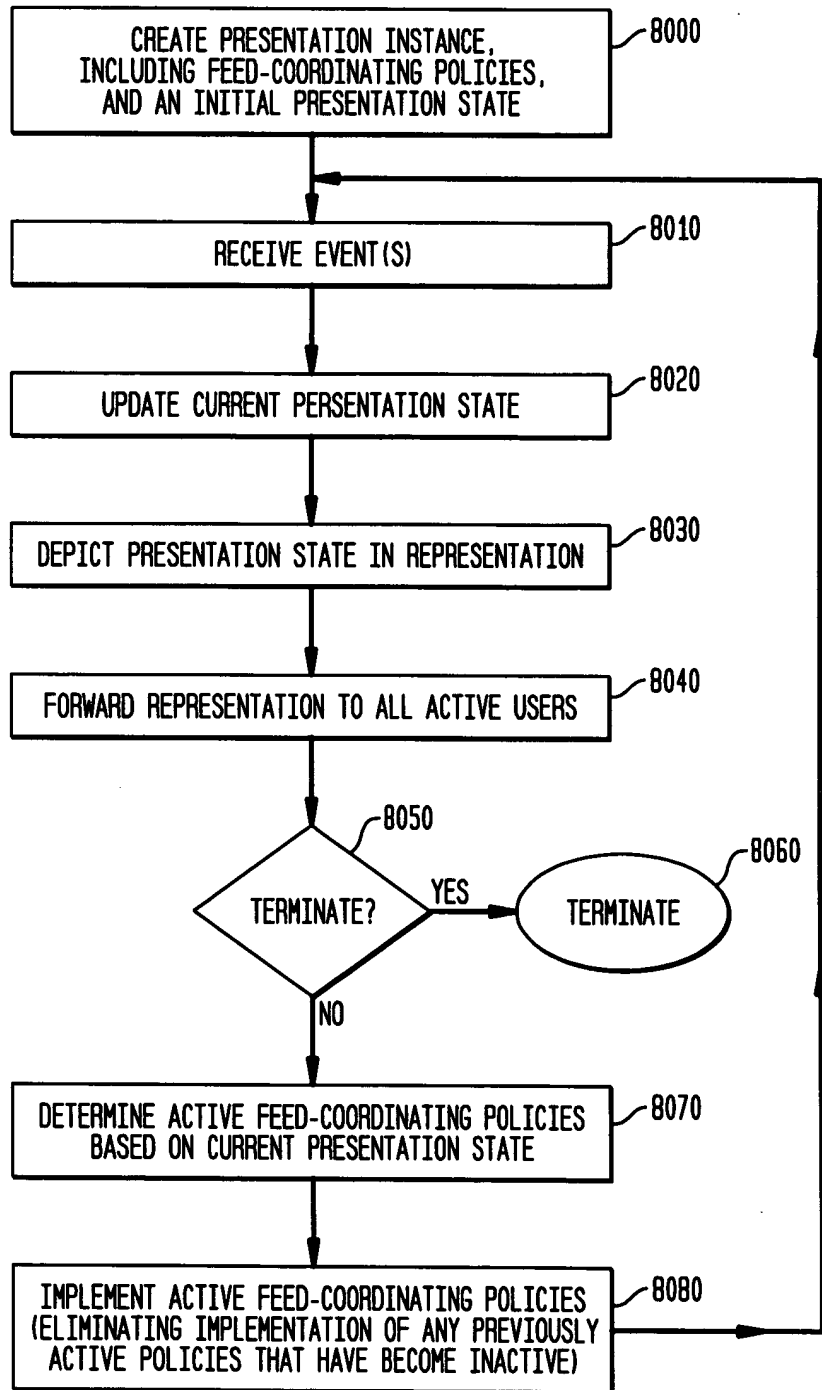 CREATE PRESENTATION INSTANCE,
INCLUDING FEED-COORDINATING POLICIES,
AND AN INITIAL PRESENTATION STATE
8000
RECEIVE EVENT(S)
8010
UPDATE CURRENT PERSENTATION STATE
8020
DEPICT PRESENTATION STATE IN REPRESENTATION
8030
FORWARD REPRESENTATION TO ALL ACTIVE USERS
8040
TERMINATE?
8050
YES
TERMINATE
8060
NO
DETERMINE ACTIVE FEED-COORDINATING POLICIES
BASED ON CURRENT PRESENTATION STATE
8070
IMPLEMENT ACTIVE FEED-COORDINATING POLICIES
(ELIMINATING IMPLEMENTATION OF ANY PREVIOUSLY
ACTIVE POLICIES THAT HAVE BECOME INACTIVE)
8080